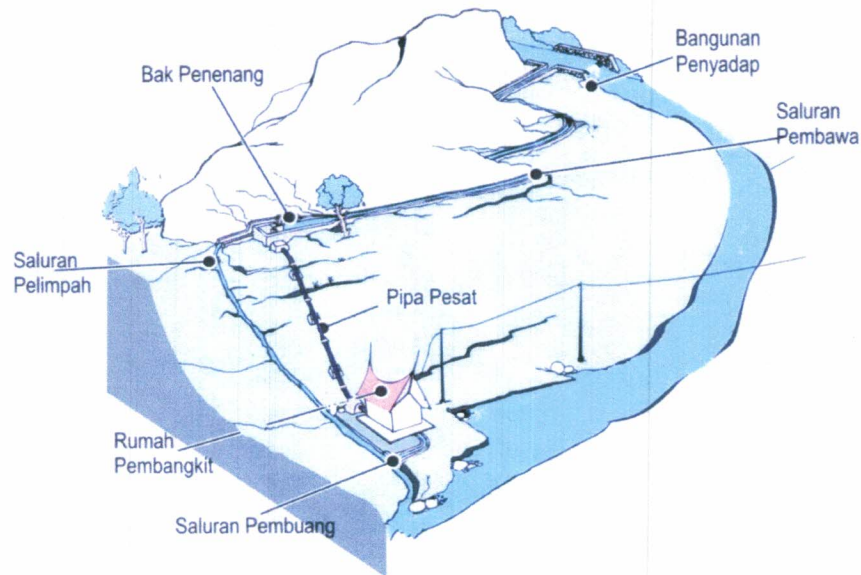 Bangunan
Penyadap
Bak Penenang
Saluran
Pembawa
Saluran
Pelimpah
Pipa Pesat
Rumah
Pembangkit
Saluran Pembuang